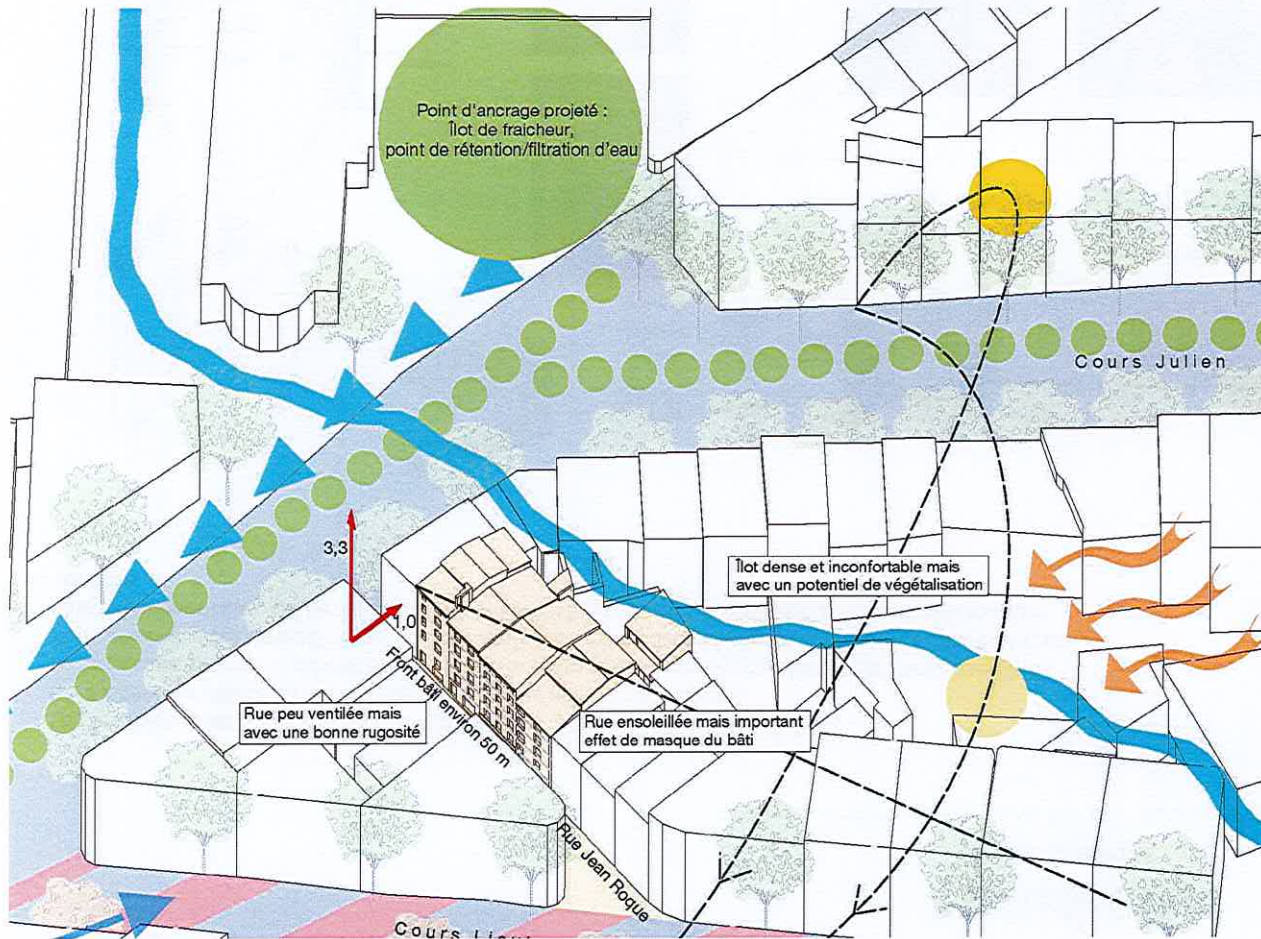 Point d'ancrage projeté :
Îlot de fraicheur,
point de rétention/filtration d'eau
Cours Julien
3,3
Îlot dense et inconfortable mais
avec un potentiel de végétalisation
1,0
Front bâti environ 50 m
Rue peu ventilée mais
avec une bonne rugosité
Rue ensoleillée mais important
effet de masque du bâti
Rue Jean Roque
Cours